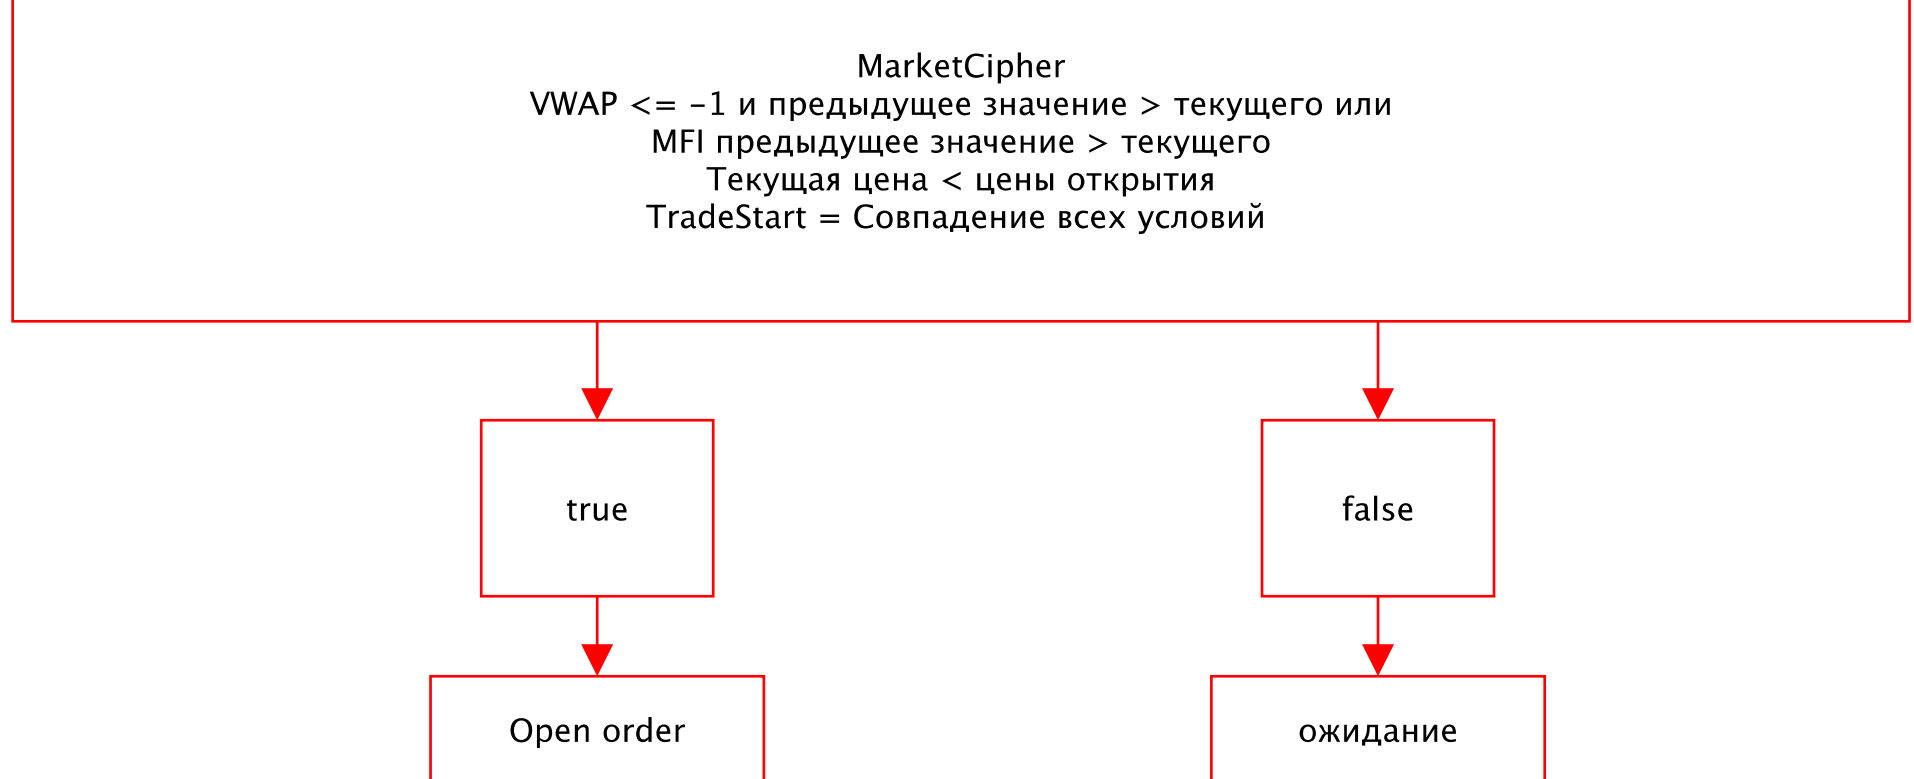 MarketCipher
VWAP <= -1 и предыдущее значение > текущего или
MFI предыдущее значение > текущего
Текущая цена < цены открытия
TradeStart = Совпадение всех условий
true
false
Open order
ожидание